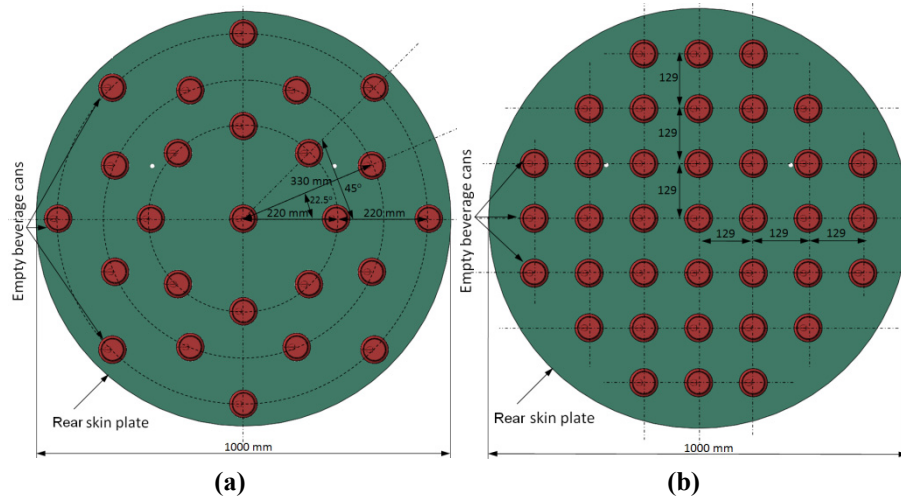 Empty beverage cans
330 mm
45°
22.5°
220 mm
220 mm
Rear skin plate
1000 mm
(a)
Empty beverage cans
129
129
129
129
129
129
Rear skin plate
1000 mm
(b)